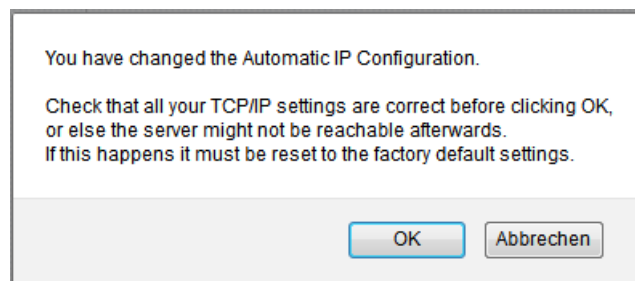 You have changed the Automatic IP Configuration.
Check that all your TCP/IP settings are correct before clicking OK,
or else the server might not be reachable afterwards.
If this happens it must be reset to the factory default settings.
OK
Abbrechen